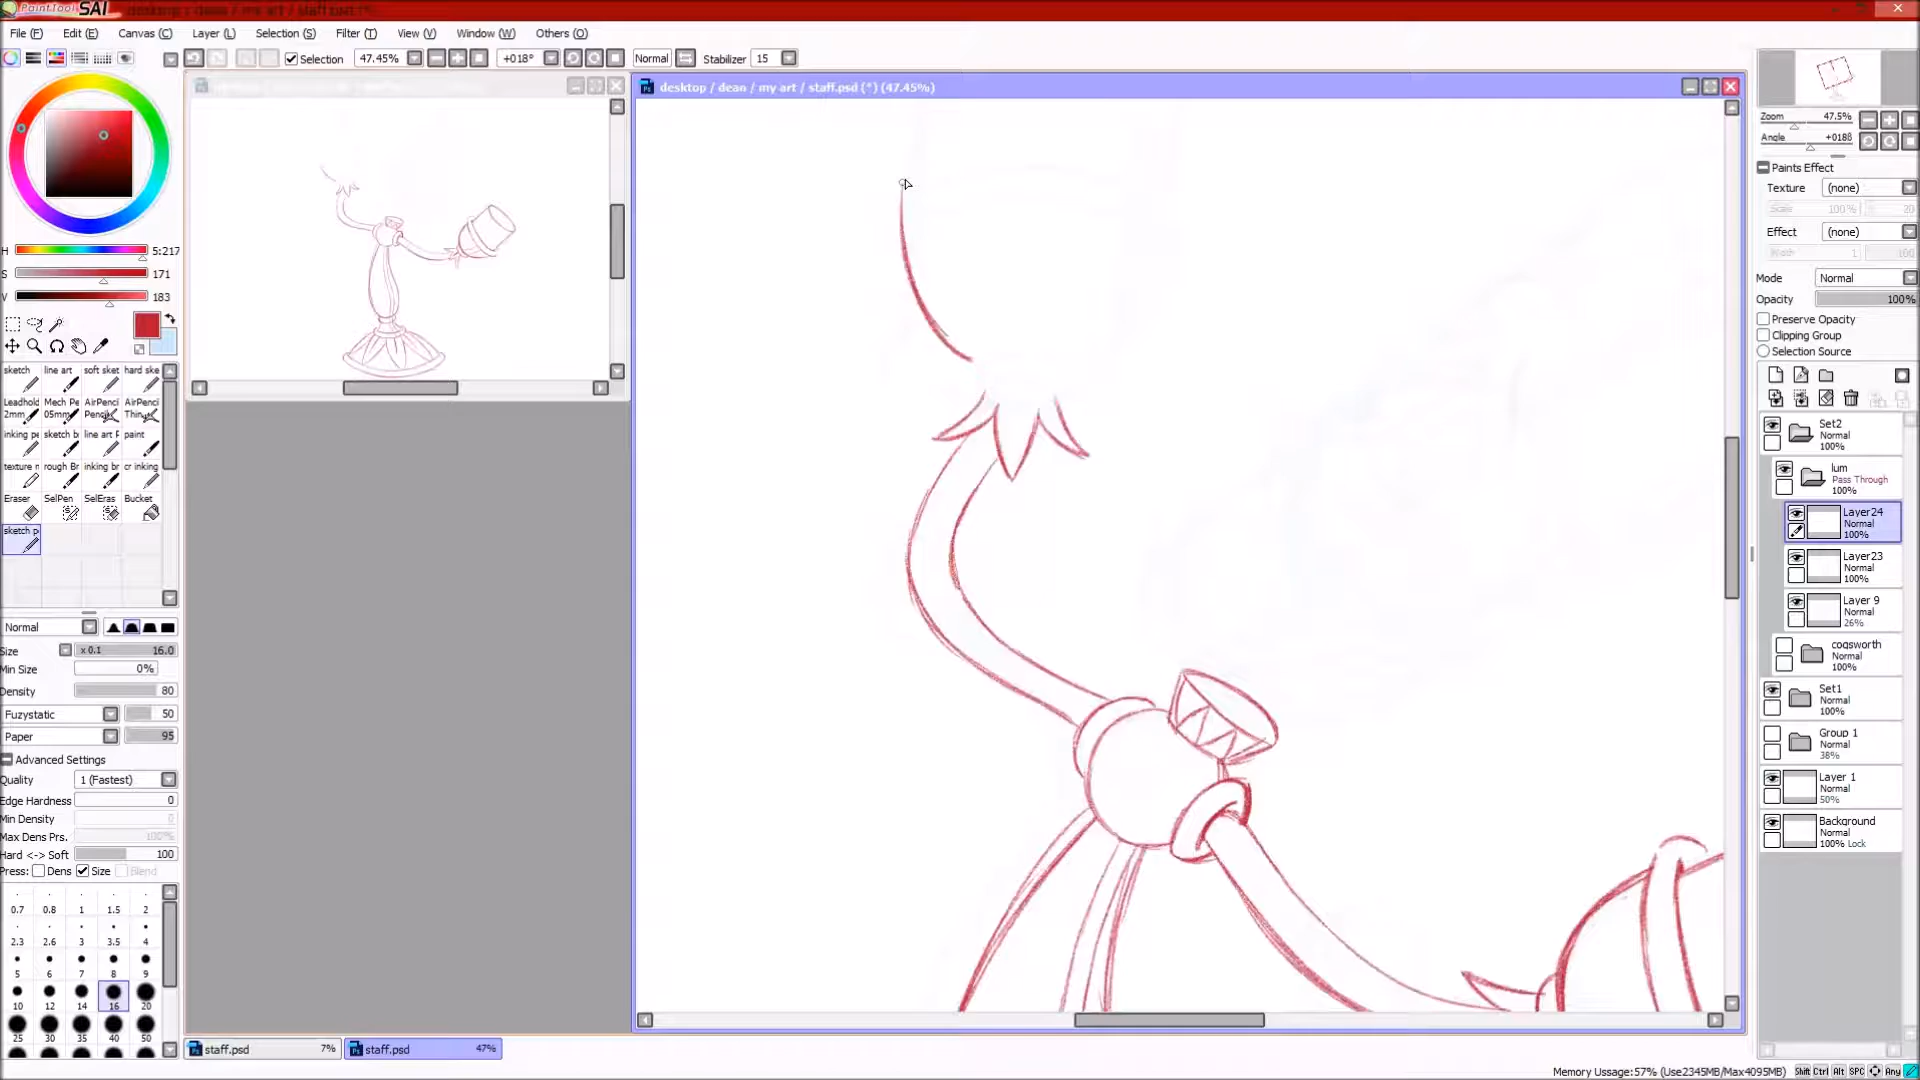 PaintTool SAI
File (F) Edit (E) Canvas (C) Layer (L) Selection (S) Filter (T) View (V) Window (W) Others (O)
Selection 47.45% +018° Normal Stabilizer 15
desktop / dean / my art / staff.psd (*) (47.45%)
H 5:217
S 171
V 183
sketch line art soft sket hard ske
Leadhold Mech Pe AirPenci AirPenci
2mm 05mm Pencil Thin
inking pe sketch b line art F paint
texture m rough Br inking br cr inking
Eraser SelPen SelEras Bucket
sketch p
Normal
Size x 0.1 16.0
Min Size 0%
Density 80
Fuzystatic 50
Paper 95
Advanced Settings
Quality 1 (Fastest)
Edge Hardness 0
Min Density 0
Max Dens Prs. 100%
Hard <-> Soft 100
Press: Dens Size Blend
0.7 0.8 1 1.5 2
2.3 2.6 3 3.5 4
5 6 7 8 9
10 12 14 16 20
25 30 35 40 50
staff.psd 7% staff.psd 47%
Zoom 47.5%
Angle +018
Paints Effect
Texture (none)
Scale 100% 20
Effect (none)
Width 1 100
Mode Normal
Opacity 100%
Preserve Opacity
Clipping Group
Selection Source
Set2
Normal
100%
lum
Pass Through
100%
Layer24
Normal
100%
Layer23
Normal
100%
Layer 9
Normal
26%
cogsworth
Normal
100%
Set1
Normal
100%
Group 1
Normal
38%
Layer 1
Normal
50%
Background
Normal
100% Lock
Memory Usage:57% (Use2345MB/Max4095MB) Shift Ctrl Alt SPC Any